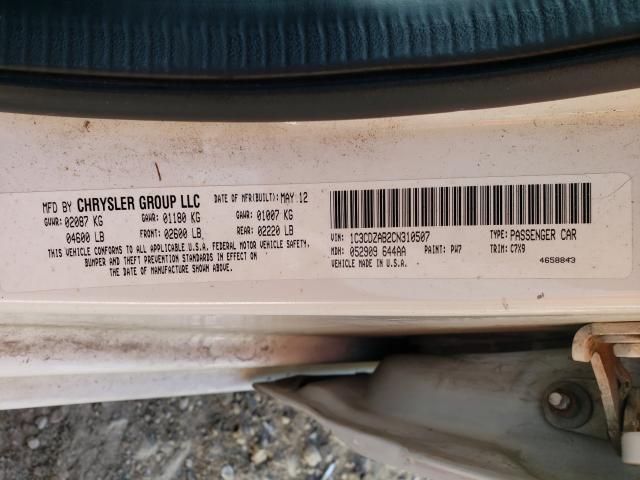 MFD BY CHRYSLER GROUP LLC DATE OF MFR(BUILT): MAY 12
GVWR: 02087 KG GAWR: 01180 KG GAWR: 01007 KG
04600 LB FRONT: 02600 LB REAR: 02220 LB
THIS VEHICLE CONFORMS TO ALL APPLICABLE U.S.A. FEDERAL MOTOR VEHICLE SAFETY,
BUMPER AND THEFT PREVENTION STANDARDS IN EFFECT ON
THE DATE OF MANUFACTURE SHOWN ABOVE.
VIN: 1C3CDZAB2CN310507 TYPE: PASSENGER CAR
MDH: 052909 644AA PAINT: PW7 TRIM: C7X9
VEHICLE MADE IN U.S.A. 4658843